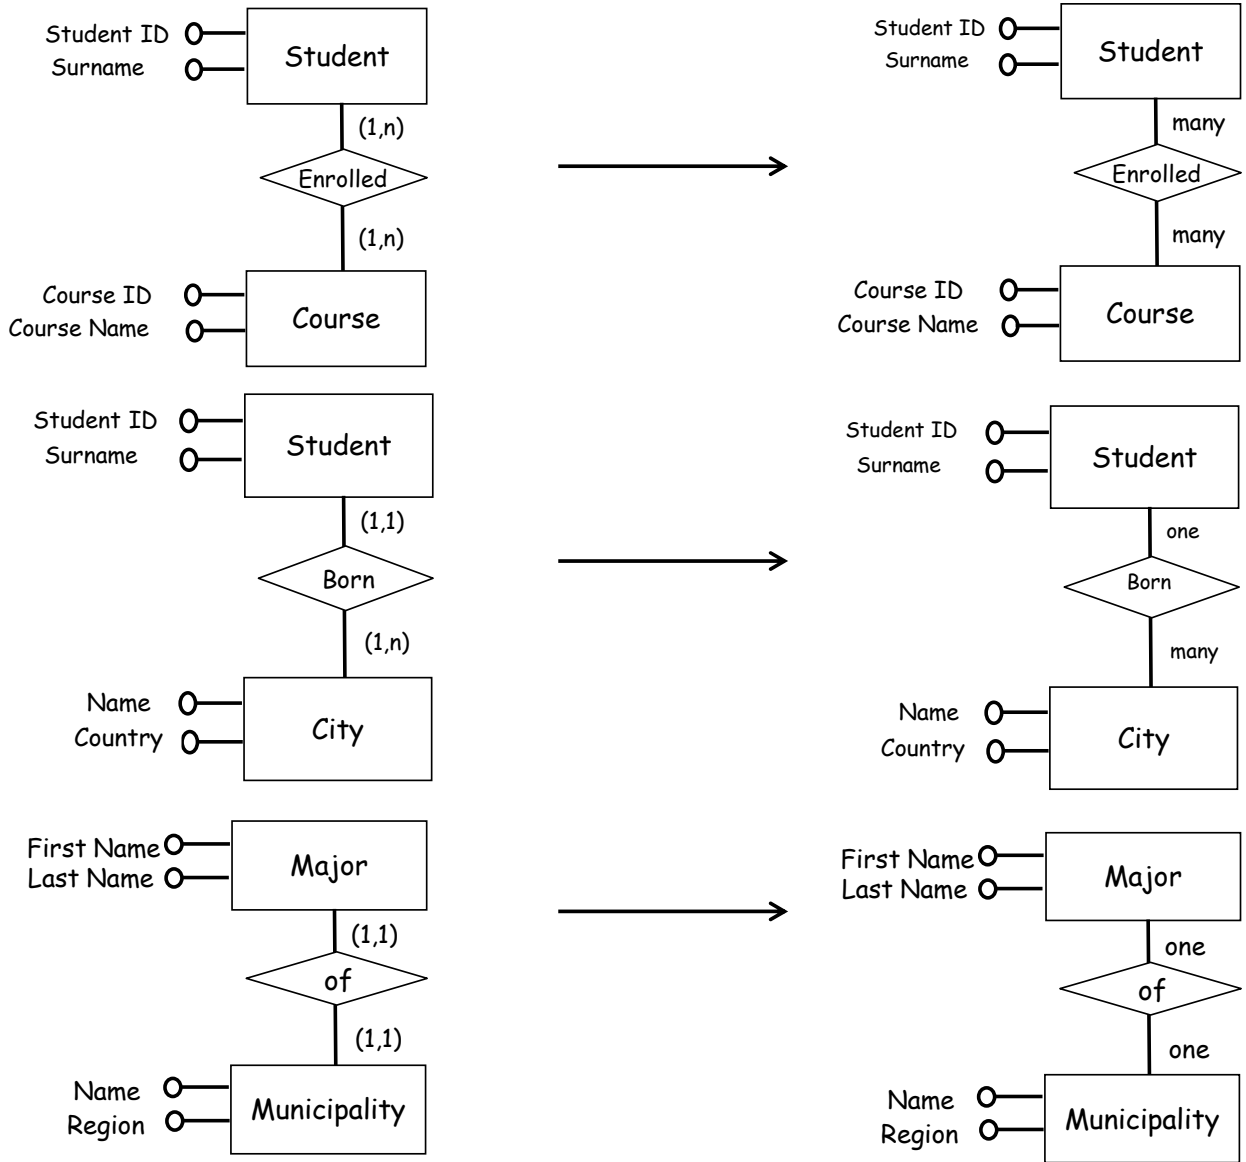 Student ID
Surname
Student
(1,n)
Enrolled
(1,n)
Course ID
Course Name
Course
Student ID
Surname
Student
many
Enrolled
many
Course ID
Course Name
Course
Student ID
Surname
Student
(1,1)
Born
(1,n)
Name
Country
City
Student ID
Surname
Student
one
Born
many
Name
Country
City
First Name
Last Name
Major
(1,1)
of
(1,1)
Name
Region
Municipality
First Name
Last Name
Major
one
of
one
Name
Region
Municipality